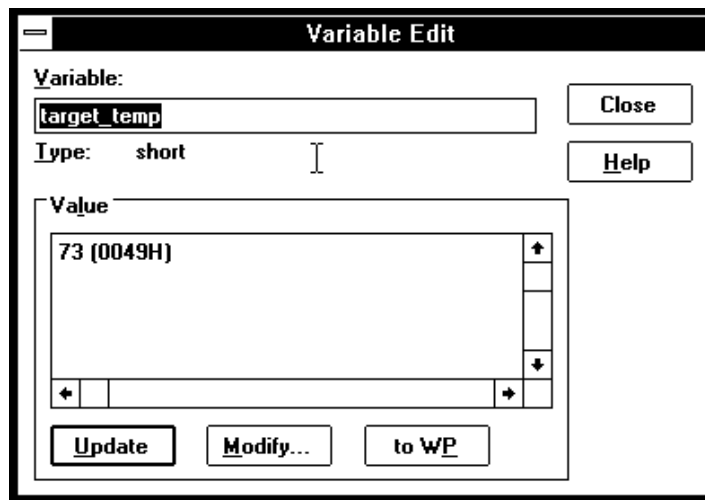 Variable Edit
Variable:
target_temp
Close
Type: short
Help
Value
73 (0049H)
Update Modify... to WP